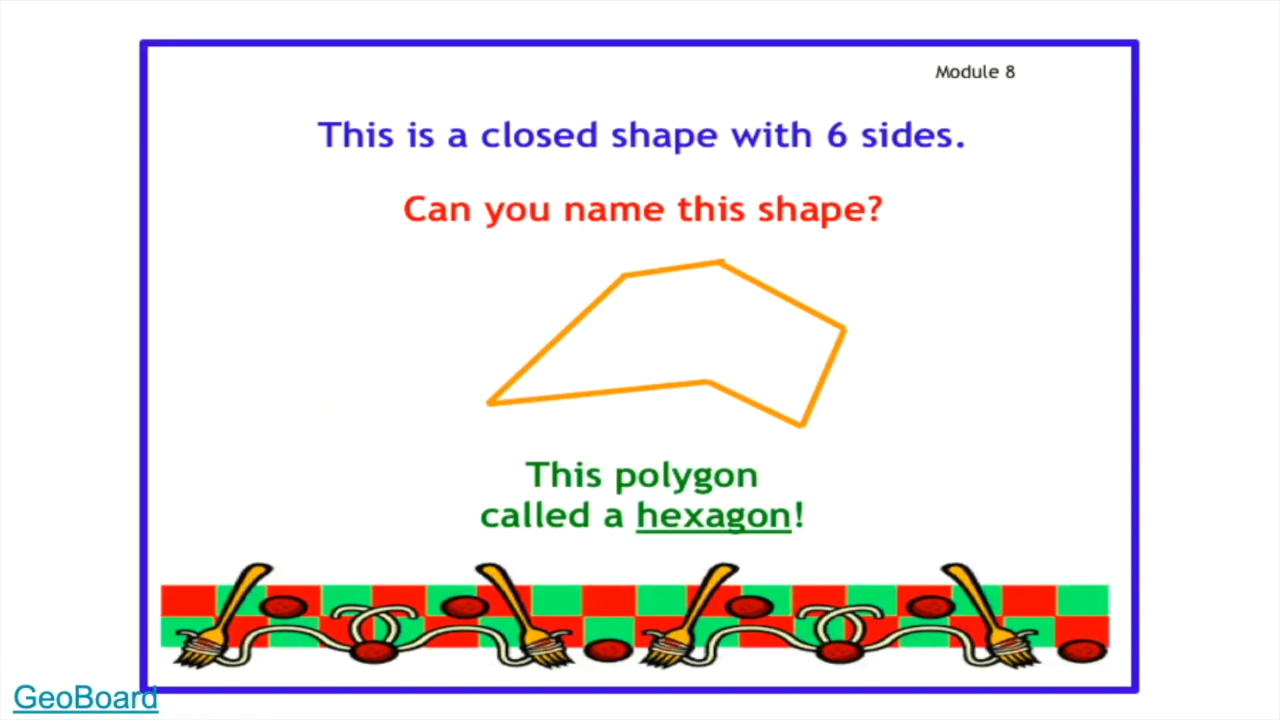 Module 8
This is a closed shape with 6 sides.
Can you name this shape?
This polygon
called a hexagon!
GeoBoard